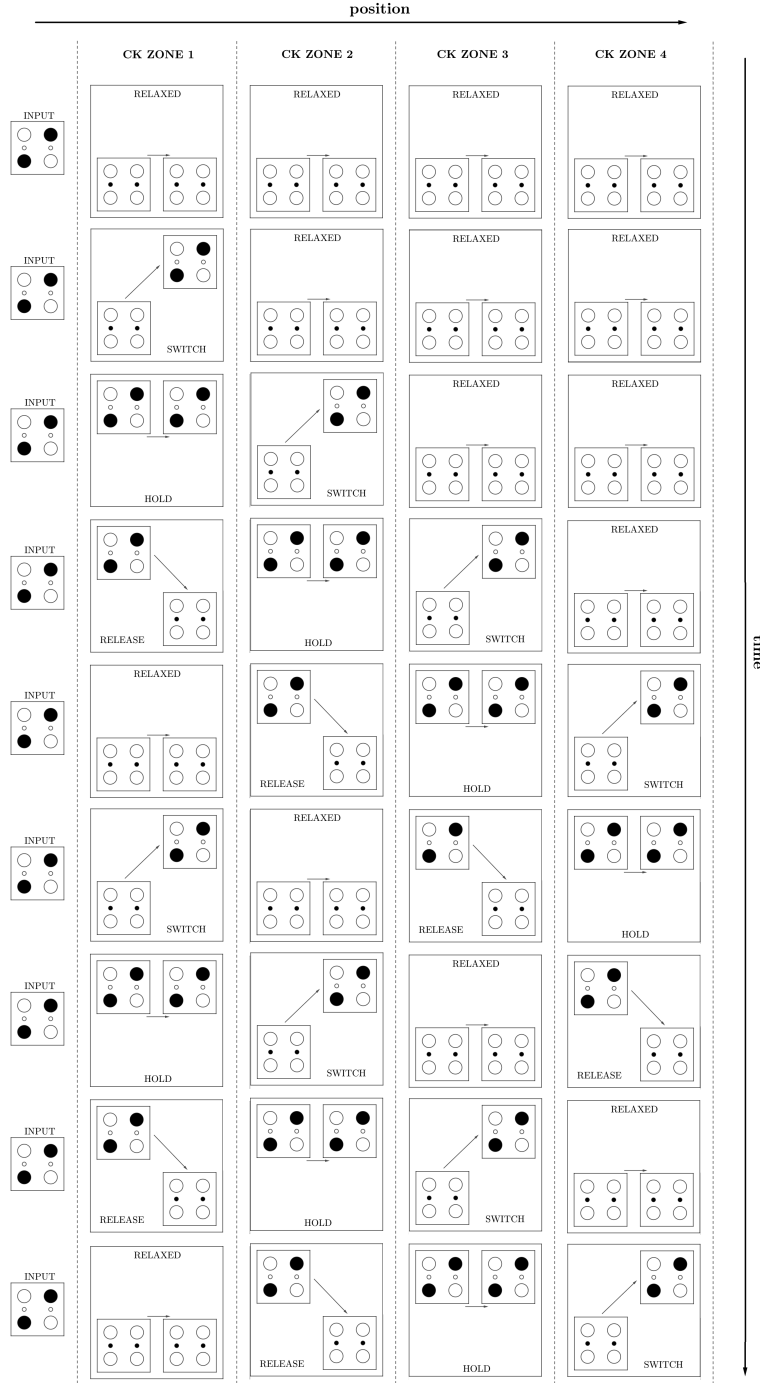 position
CK ZONE 1 CK ZONE 2 CK ZONE 3 CK ZONE 4
INPUT RELAXED RELAXED RELAXED RELAXED
INPUT SWITCH RELAXED RELAXED RELAXED
INPUT HOLD SWITCH RELAXED RELAXED
INPUT RELEASE HOLD SWITCH RELAXED
time
INPUT RELAXED RELEASE HOLD SWITCH
INPUT SWITCH RELAXED RELEASE HOLD
INPUT HOLD SWITCH RELAXED RELEASE
INPUT RELEASE HOLD SWITCH RELAXED
INPUT RELAXED RELEASE HOLD SWITCH